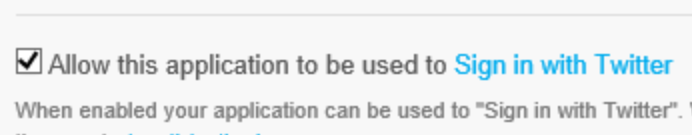 Allow this application to be used to Sign in with Twitter
When enabled your application can be used to "Sign in with Twitter".